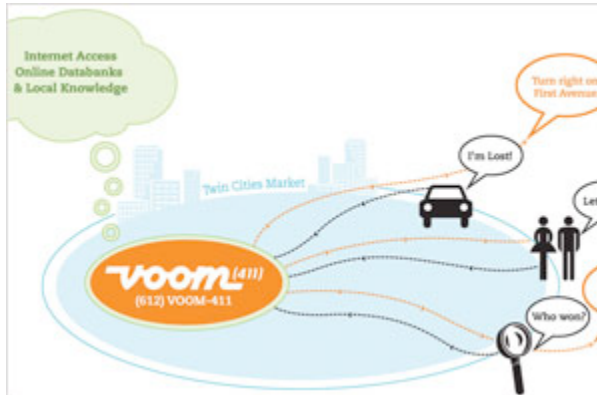 Internet Access
Online Databanks
& Local Knowledge
Turn right on
First Avenue
I'm Lost!
Twin Cities Market
voom(411)
(612) VOOM-411
Who won?